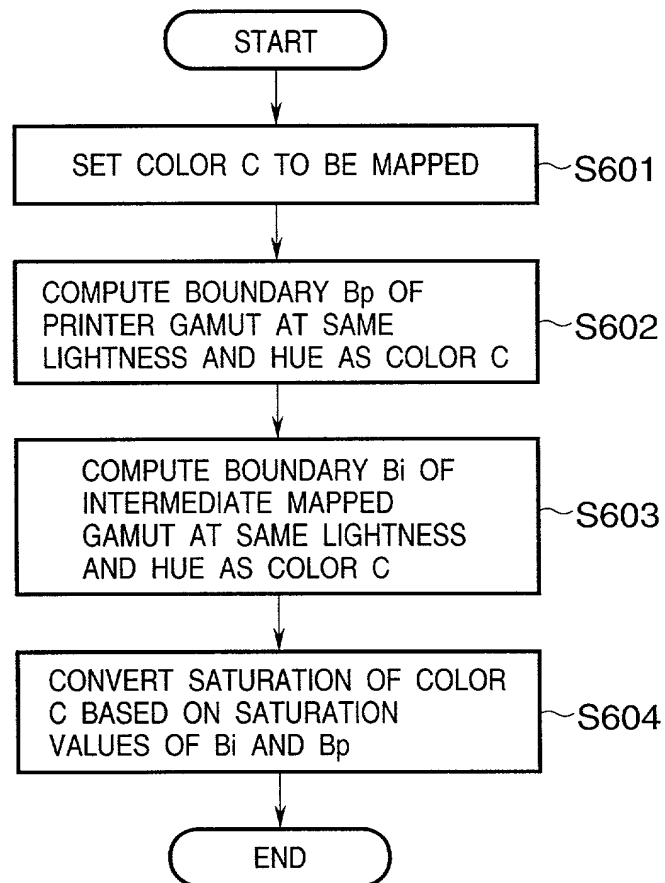 START
SET COLOR C TO BE MAPPED
S601
COMPUTE BOUNDARY Bp OF
PRINTER GAMUT AT SAME
LIGHTNESS AND HUE AS COLOR C
S602
COMPUTE BOUNDARY Bi OF
INTERMEDIATE MAPPED
GAMUT AT SAME LIGHTNESS
AND HUE AS COLOR C
S603
CONVERT SATURATION OF COLOR
C BASED ON SATURATION
VALUES OF Bi AND Bp
S604
END